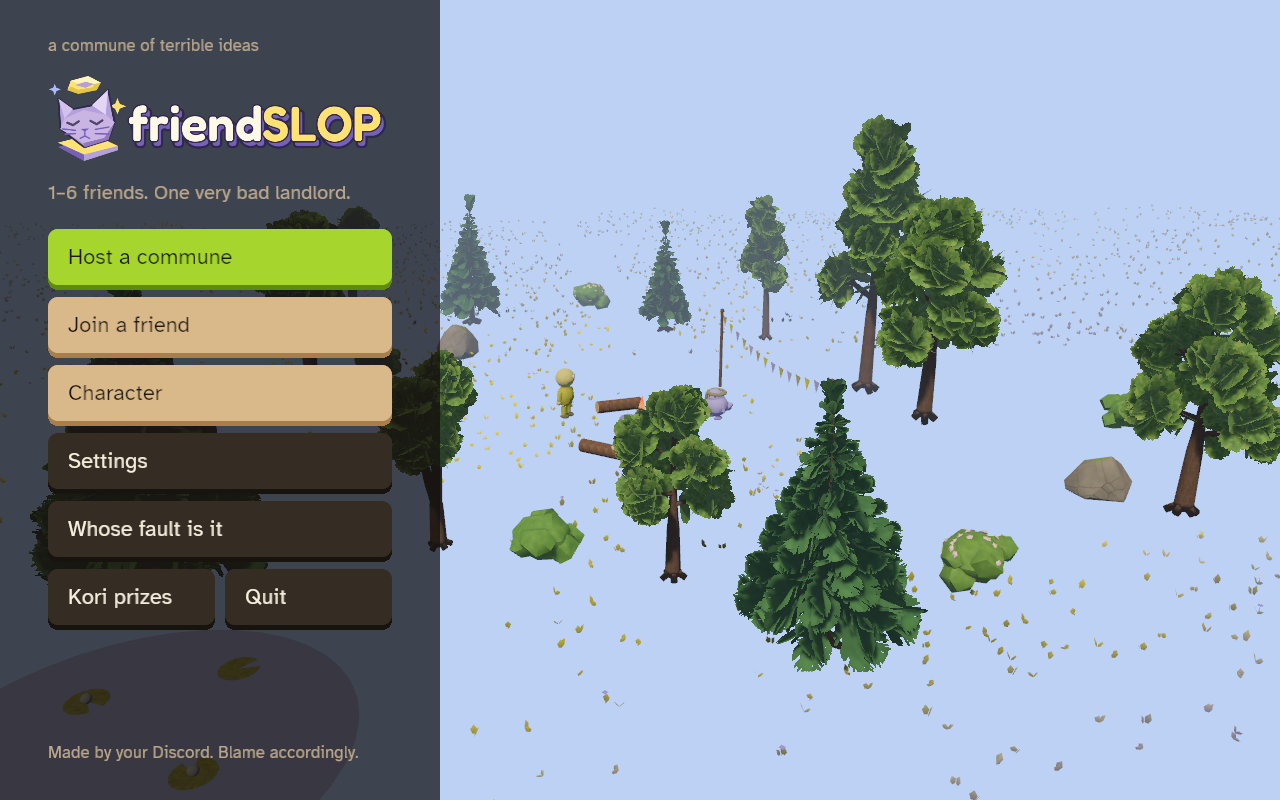 a commune of terrible ideas
friendSLOP
1–6 friends. One very bad landlord.
Host a commune
Join a friend
Character
Settings
Whose fault is it
Kori prizes
Quit
Made by your Discord. Blame accordingly.